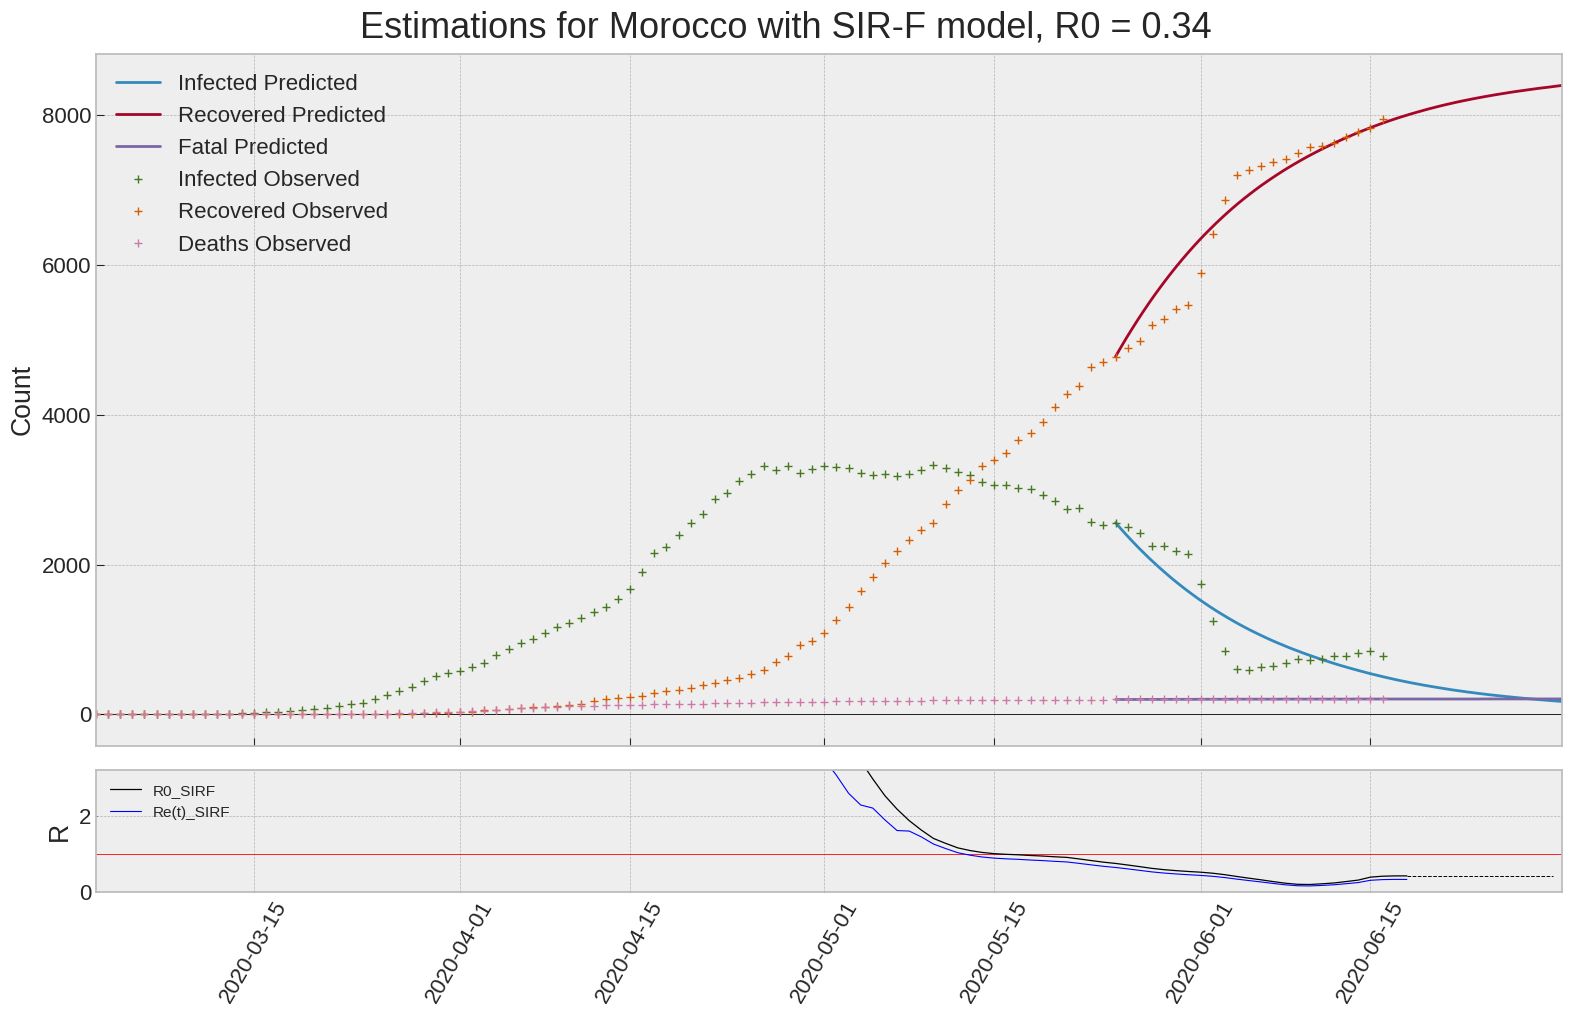 Estimations for Morocco with SIR-F model, R0 = 0.34
Infected Predicted
Recovered Predicted
Fatal Predicted
Infected Observed
Recovered Observed
Deaths Observed
8000
6000
4000
2000
0
Count
R0_SIRF
Re(t)_SIRF
2
0
R
2020-03-15
2020-04-01
2020-04-15
2020-05-01
2020-05-15
2020-06-01
2020-06-15